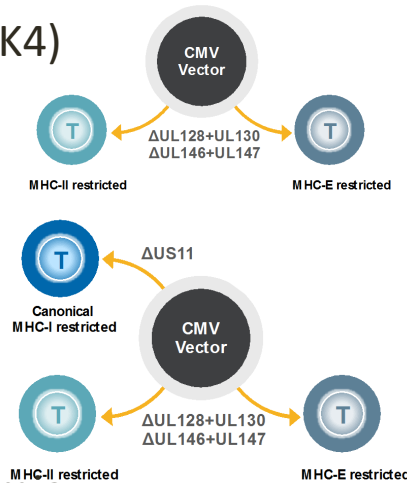 K4)
CMV
Vector
T
T
ΔUL128+UL130
ΔUL146+UL147
MHC-II restricted
MHC-E restricted
T
ΔUS11
Canonical
MHC-I restricted
CMV
Vector
T
T
ΔUL128+UL130
ΔUL146+UL147
MHC-II restricted
MHC-E restricted